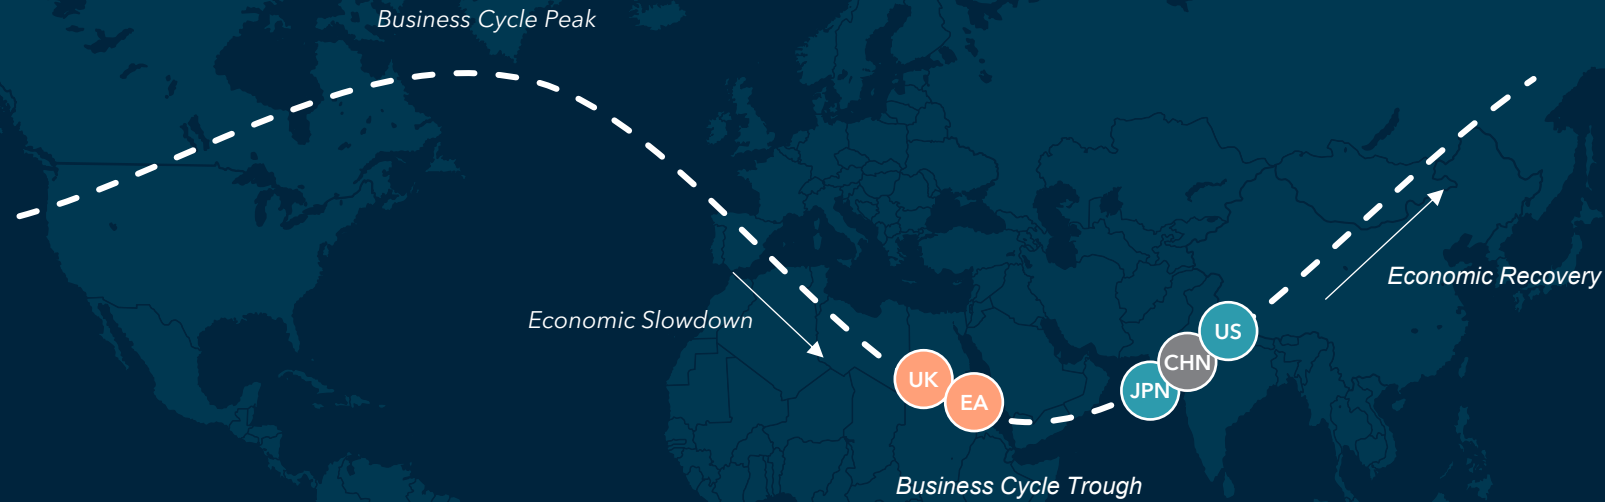 Business Cycle Peak
Economic Recovery
Economic Slowdown
US
CHN
UK
JPN
EA
Business Cycle Trough